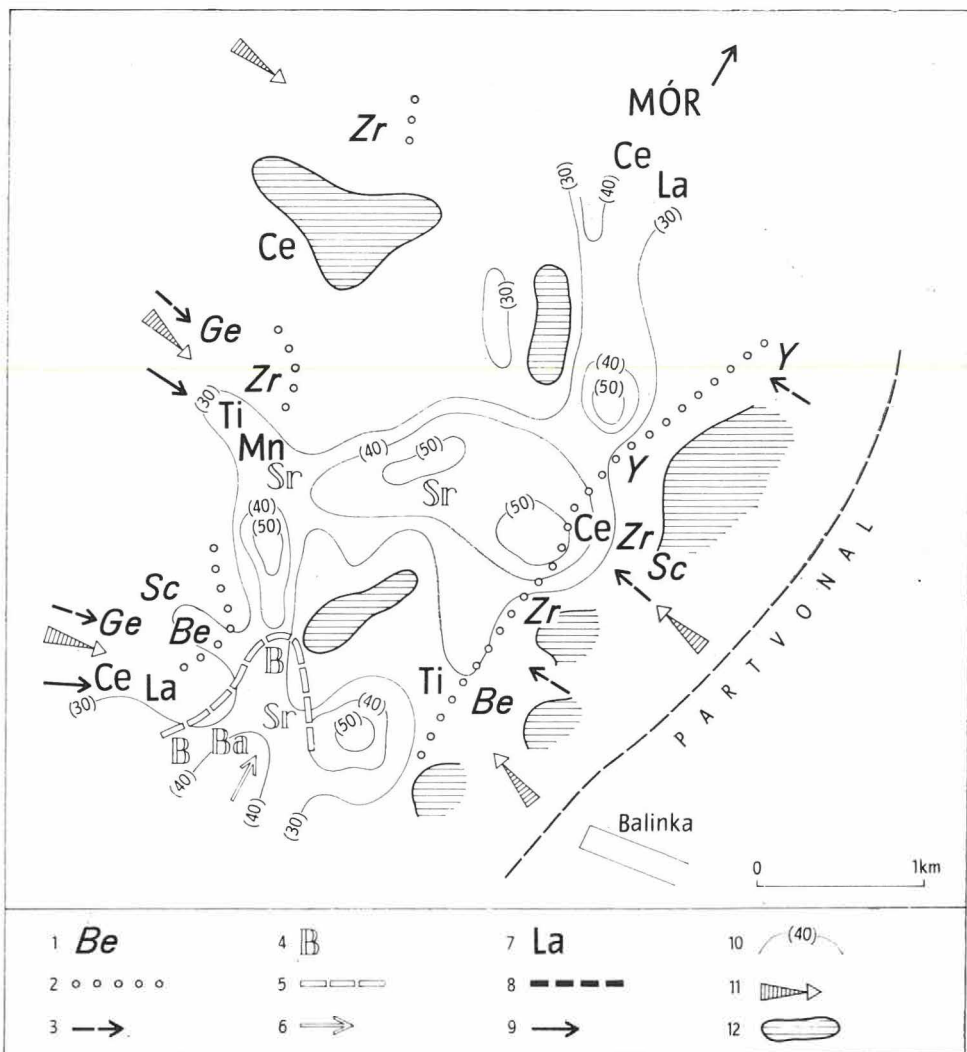 MÓR
Zr
Ce
La
(30)
(40)
(30)
Ce
(30)
Ge
Zr
(30)
Ti
Mn
Sr
(40)
(50)
Y
Y
(40)
(50)
Sr
(40)
(50)
(50)
Ce
Zr
Sc
Sc
Ge
Be
Ce
La
(30)
B
B
Ba
Sr
(40)
(50)
(40)
(40)
(30)
Zr
Ti
Be
PARTVONAL
Balinka
0 1km
1 Be 4 B 7 La 10 (40)
2 5 8 11
3 6 9 12